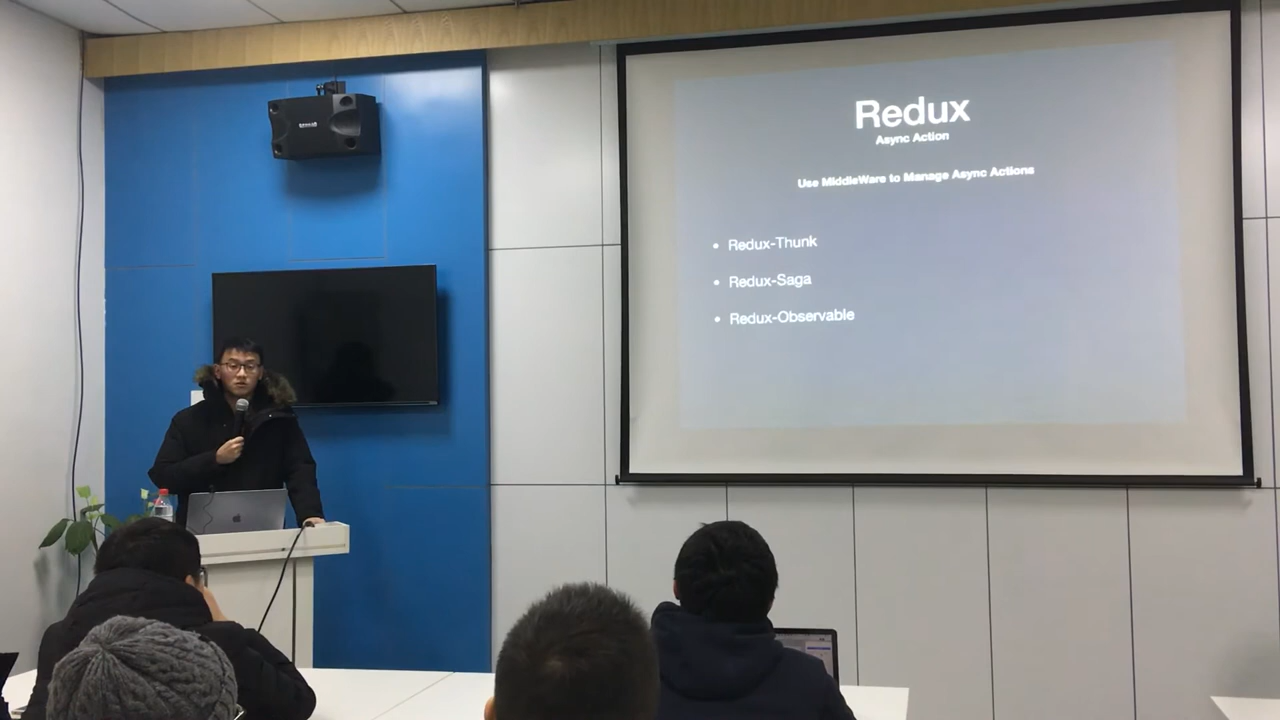 Redux
Async Action
Use MiddleWare to Manage Async Actions
• Redux-Thunk
• Redux-Saga
• Redux-Observable